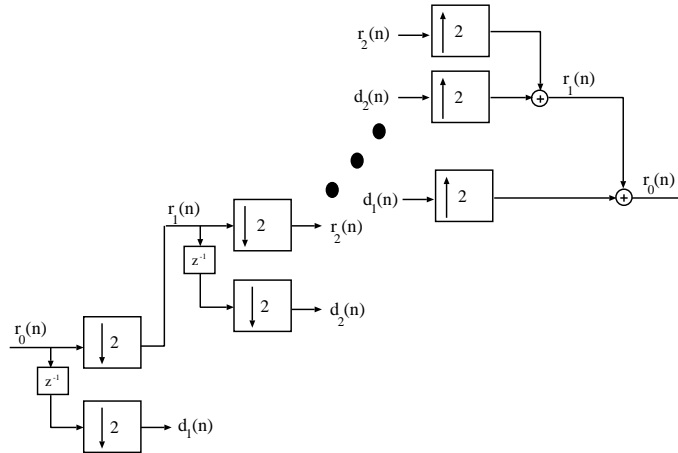 r₂(n)
2
d₂(n)
2
+
r₁(n)
d₁(n)
2
+
r₀(n)
r₁(n)
2
r₂(n)
z⁻¹
2
d₂(n)
r₀(n)
2
z⁻¹
2
d₁(n)